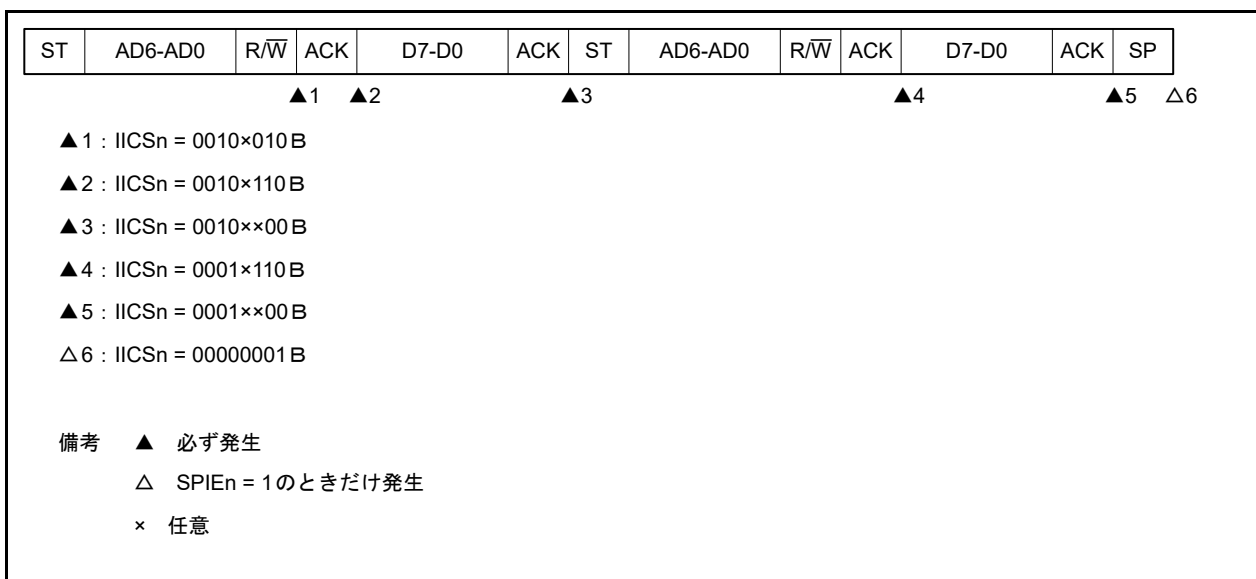 ST AD6-AD0 R/W̅ ACK D7-D0 ACK ST AD6-AD0 R/W̅ ACK D7-D0 ACK SP
▲1 ▲2 ▲3 ▲4 ▲5 △6
▲1：IICSn = 0010×010B
▲2：IICSn = 0010×110B
▲3：IICSn = 0010××00B
▲4：IICSn = 0001×110B
▲5：IICSn = 0001××00B
△6：IICSn = 00000001B
備考 ▲ 必ず発生
△ SPIEn = 1のときだけ発生
× 任意